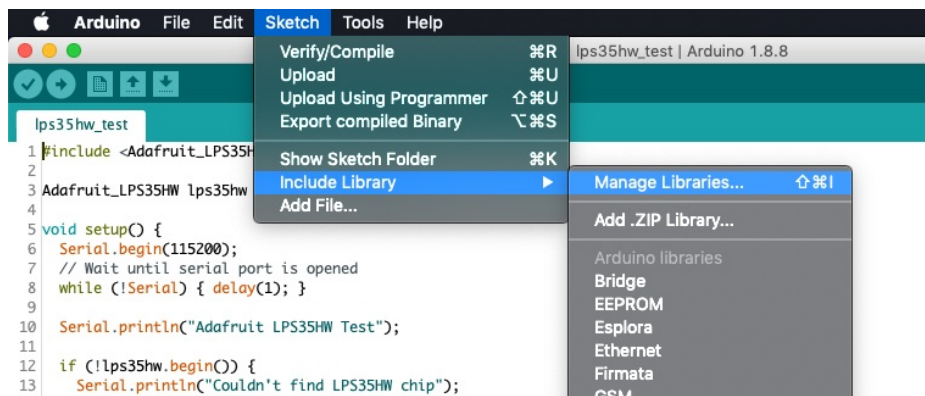 Arduino File Edit Sketch Tools Help
lps35hw_test | Arduino 1.8.8
Verify/Compile ⌘R
Upload ⌘U
Upload Using Programmer ⇧⌘U
Export compiled Binary ⌥⌘S
Show Sketch Folder ⌘K
Include Library ▶
Add File...
Manage Libraries... ⇧⌘I
Add .ZIP Library...
Arduino libraries
Bridge
EEPROM
Esplora
Ethernet
Firmata
GSM
lps35hw_test
1 #include <Adafruit_LPS35H
2
3 Adafruit_LPS35HW lps35hw
4
5 void setup() {
6 Serial.begin(115200);
7 // Wait until serial port is opened
8 while (!Serial) { delay(1); }
9
10 Serial.println("Adafruit LPS35HW Test");
11
12 if (!lps35hw.begin()) {
13 Serial.println("Couldn't find LPS35HW chip");